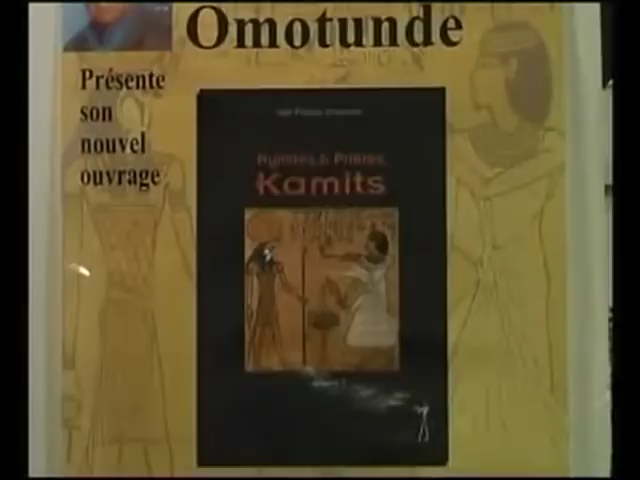 Omotunde
Présente
son
nouvel
ouvrage
Hymnes & Prières
Kamits